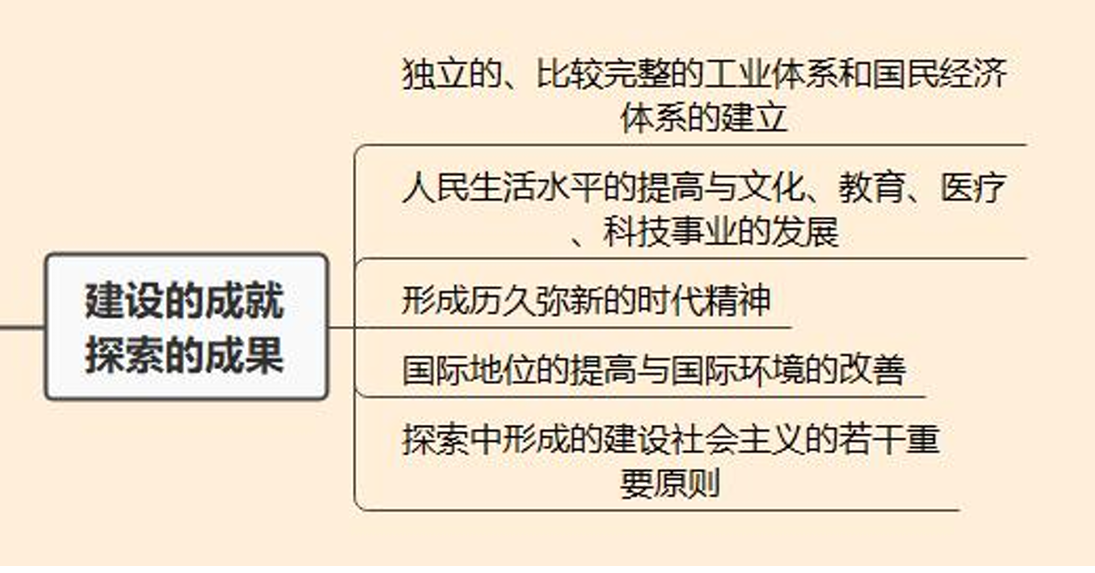 独立的、比较完整的工业体系和国民经济
体系的建立
人民生活水平的提高与文化、教育、医疗
、科技事业的发展
建设的成就
探索的成果
形成历久弥新的时代精神
国际地位的提高与国际环境的改善
探索中形成的建设社会主义的若干重
要原则